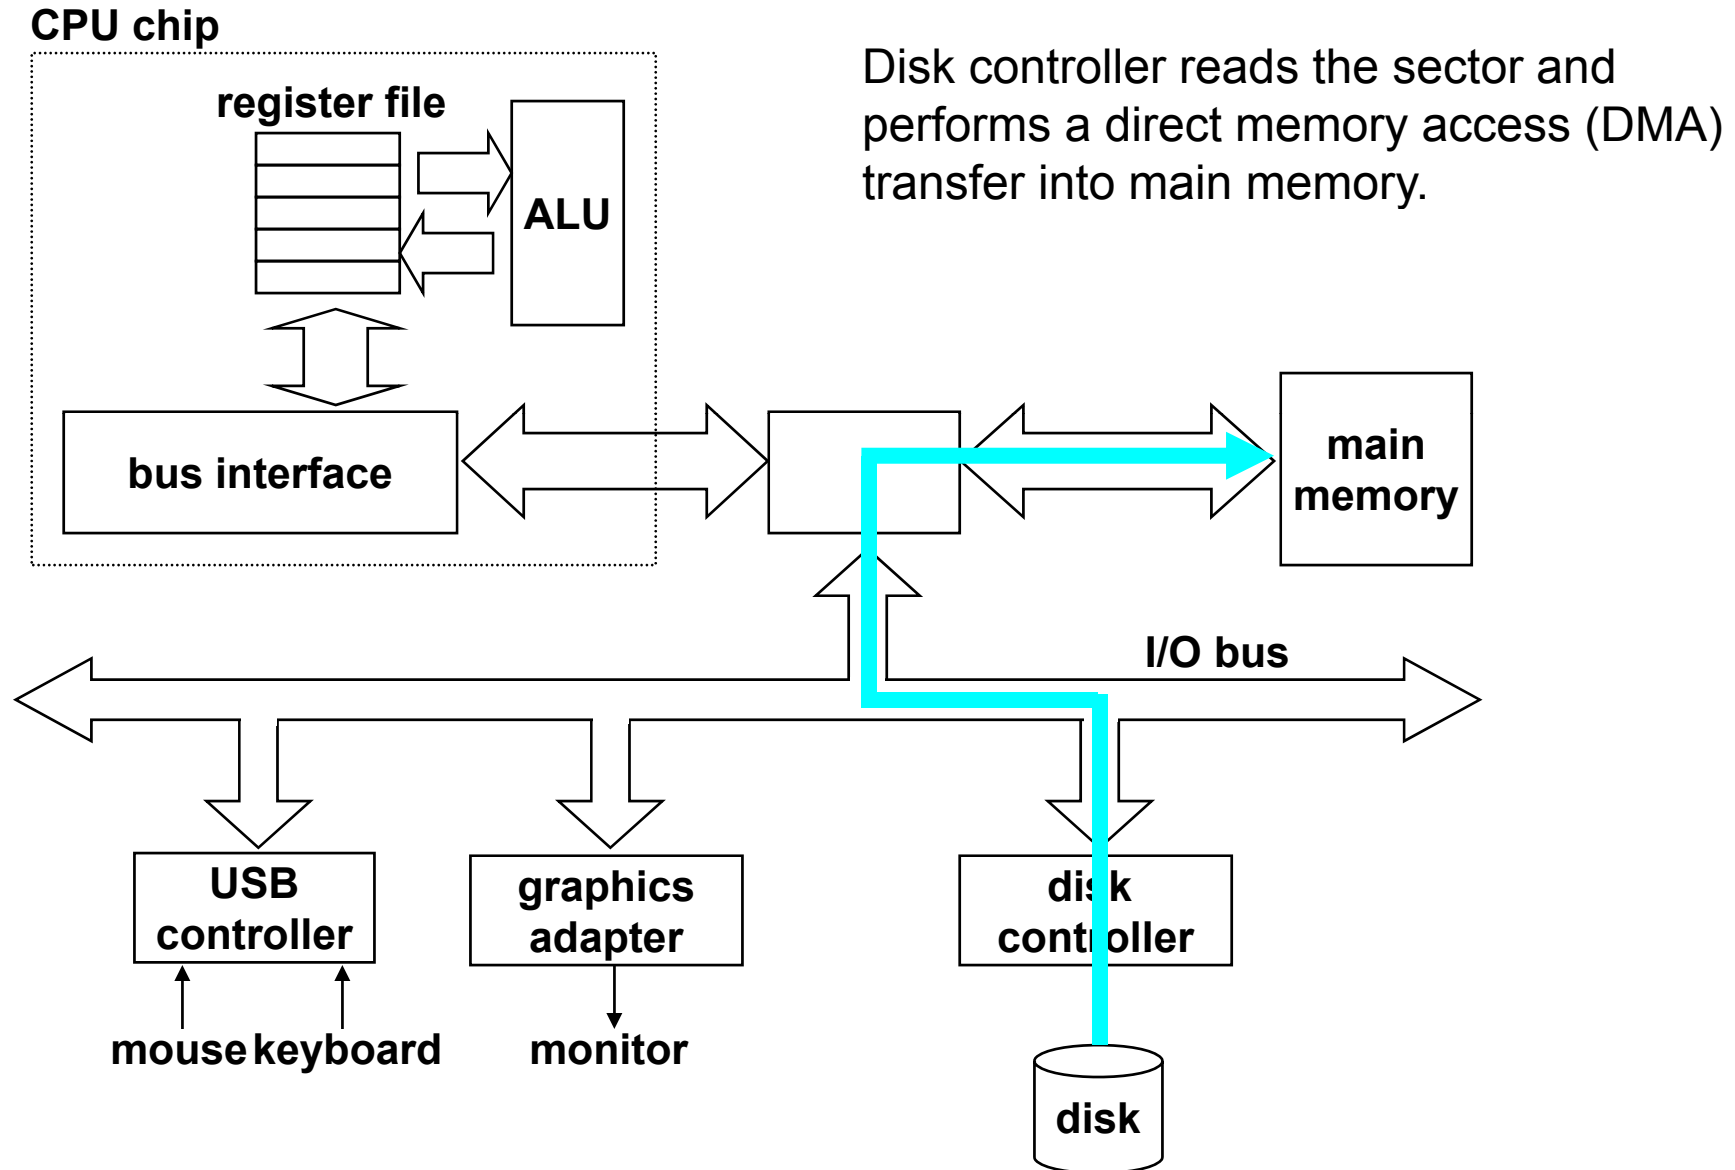 CPU chip
Disk controller reads the sector and
performs a direct memory access (DMA)
transfer into main memory.
register file
ALU
bus interface
main
memory
I/O bus
USB
controller
graphics
adapter
disk
controller
mouse keyboard
monitor
disk